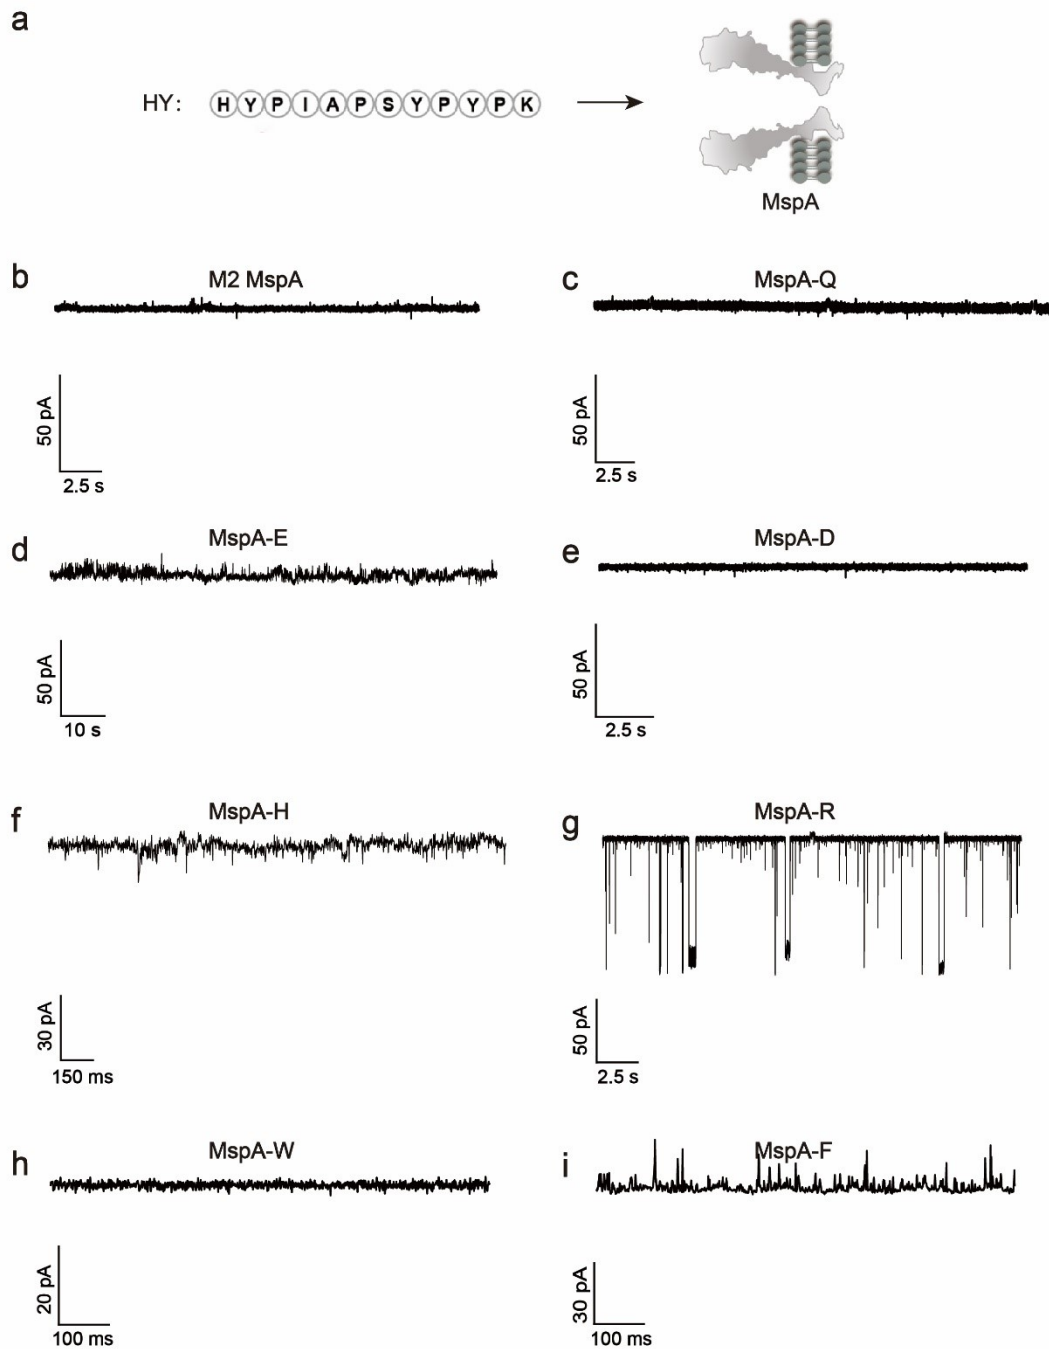 a
HY: HYPIAPSYPYPK
MspA
b
M2 MspA
50 pA
2.5 s
c
MspA-Q
50 pA
2.5 s
d
MspA-E
50 pA
10 s
e
MspA-D
50 pA
2.5 s
f
MspA-H
30 pA
150 ms
g
MspA-R
50 pA
2.5 s
h
MspA-W
20 pA
100 ms
i
MspA-F
30 pA
100 ms